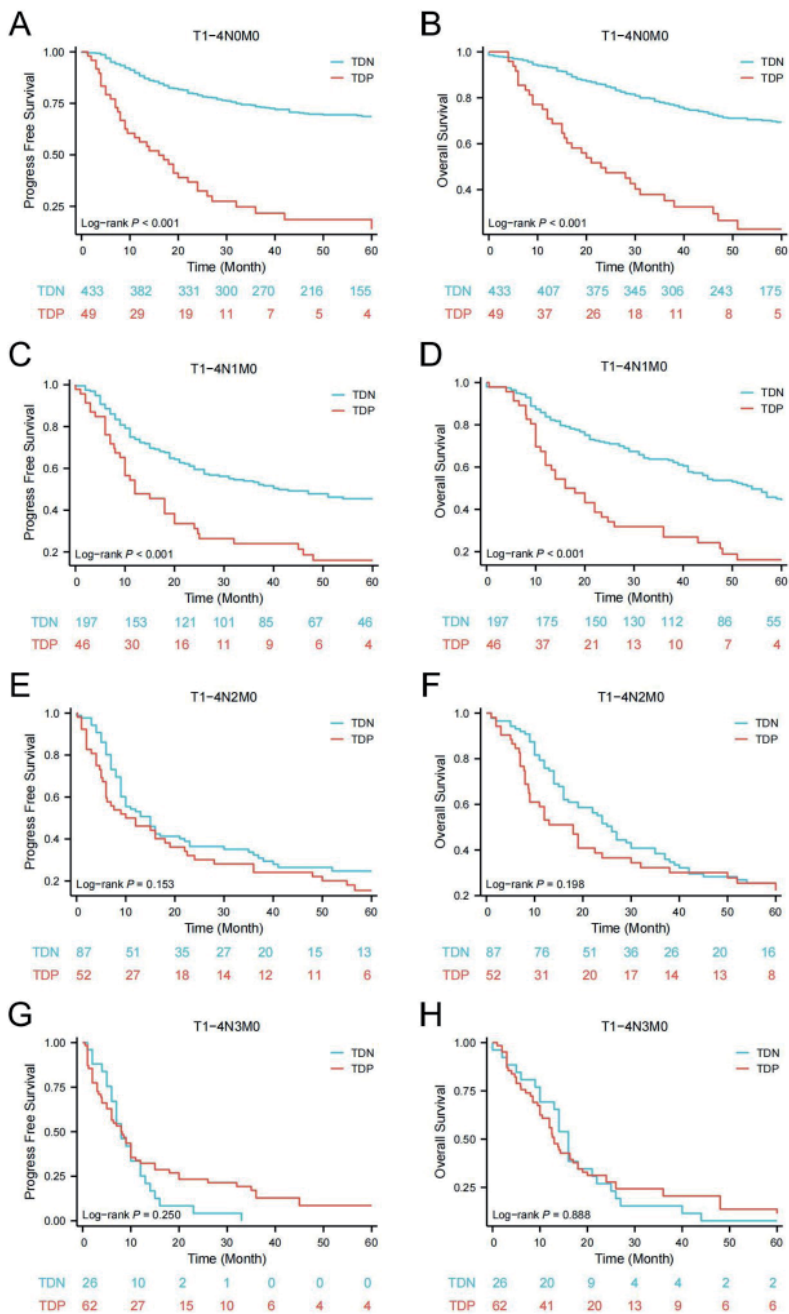 A
T1−4N0M0
1.00
0.75
0.50
0.25
Progress Free Survival
TDN
TDP
Log−rank P < 0.001
0 10 20 30 40 50 60
Time (Month)
TDN 433 382 331 300 270 216 155
TDP 49 29 19 11 7 5 4
B
T1−4N0M0
1.0
0.8
0.6
0.4
Overall Survival
TDN
TDP
Log−rank P < 0.001
0 10 20 30 40 50 60
Time (Month)
TDN 433 407 375 345 306 243 175
TDP 49 37 26 18 11 8 5
C
T1−4N1M0
1.0
0.8
0.6
0.4
0.2
Progress Free Survival
TDN
TDP
Log−rank P < 0.001
0 10 20 30 40 50 60
Time (Month)
TDN 197 153 121 101 85 67 46
TDP 46 30 16 11 9 6 4
D
T1−4N1M0
1.0
0.8
0.6
0.4
0.2
Overall Survival
TDN
TDP
Log−rank P < 0.001
0 10 20 30 40 50 60
Time (Month)
TDN 197 175 150 130 112 86 55
TDP 46 37 21 13 10 7 4
E
T1−4N2M0
1.0
0.8
0.6
0.4
0.2
Progress Free Survival
TDN
TDP
Log−rank P = 0.153
0 10 20 30 40 50 60
Time (Month)
TDN 87 51 35 27 20 15 13
TDP 52 27 18 14 12 11 6
F
T1−4N2M0
1.0
0.8
0.6
0.4
0.2
Overall Survival
TDN
TDP
Log−rank P = 0.198
0 10 20 30 40 50 60
Time (Month)
TDN 87 76 51 36 26 20 16
TDP 52 31 20 17 14 13 8
G
T1−4N3M0
1.00
0.75
0.50
0.25
0.00
Progress Free Survival
TDN
TDP
Log−rank P = 0.250
0 10 20 30 40 50 60
Time (Month)
TDN 26 10 2 1 0 0 0
TDP 62 27 15 10 6 4 4
H
T1−4N3M0
1.00
0.75
0.50
0.25
Overall Survival
TDN
TDP
Log−rank P = 0.888
0 10 20 30 40 50 60
Time (Month)
TDN 26 20 9 4 4 2 2
TDP 62 41 20 13 9 6 6